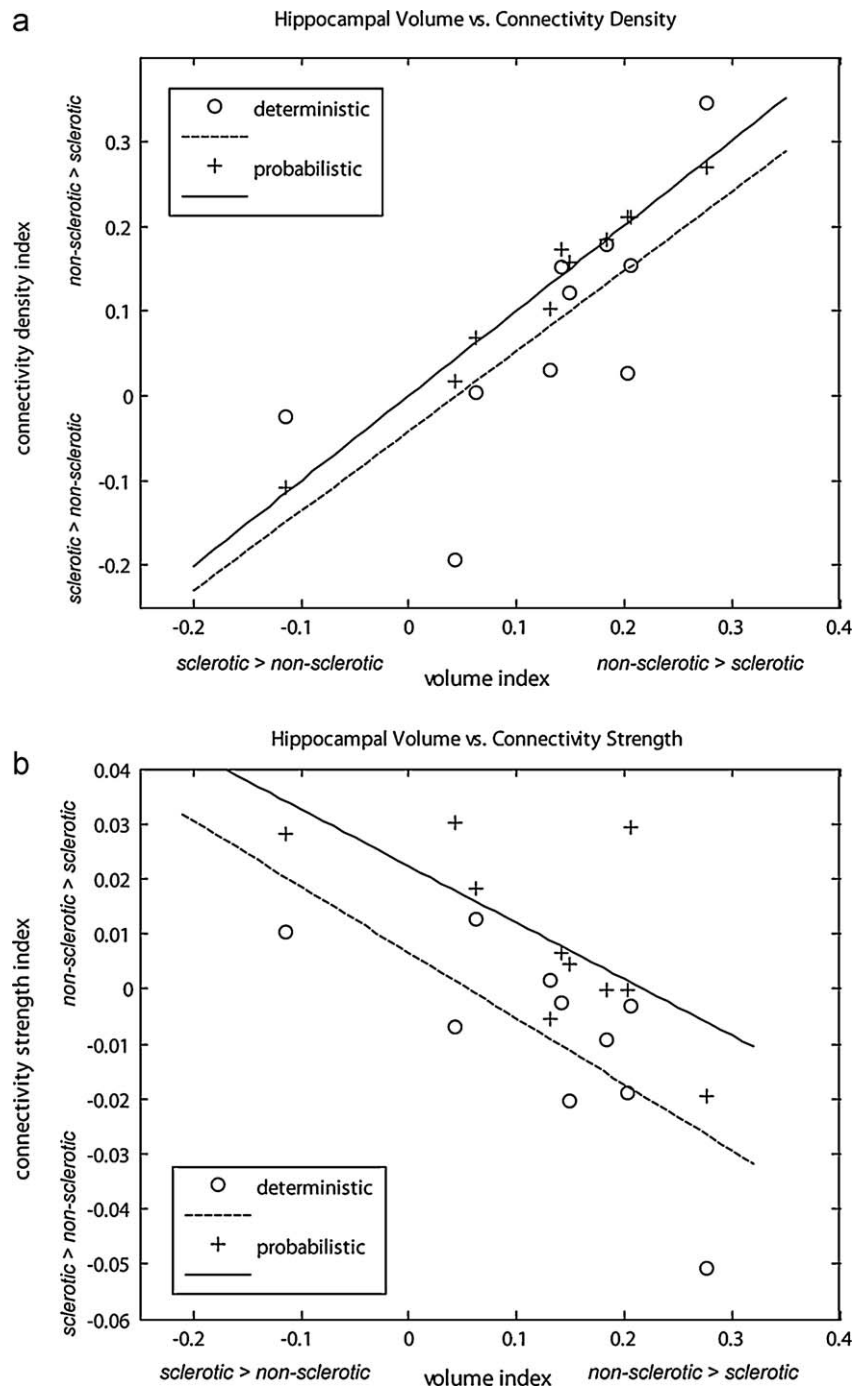 a
Hippocampal Volume vs. Connectivity Density
connectivity density index
non-sclerotic > sclerotic
sclerotic > non-sclerotic
deterministic
probabilistic
0.3
0.2
0.1
0
-0.1
-0.2
-0.2 -0.1 0 0.1 0.2 0.3 0.4
sclerotic > non-sclerotic
volume index
non-sclerotic > sclerotic
b
Hippocampal Volume vs. Connectivity Strength
connectivity strength index
non-sclerotic > sclerotic
sclerotic > non-sclerotic
0.04
0.03
0.02
0.01
0
-0.01
-0.02
-0.03
-0.04
-0.05
-0.06
deterministic
probabilistic
-0.2 -0.1 0 0.1 0.2 0.3 0.4
sclerotic > non-sclerotic
volume index
non-sclerotic > sclerotic